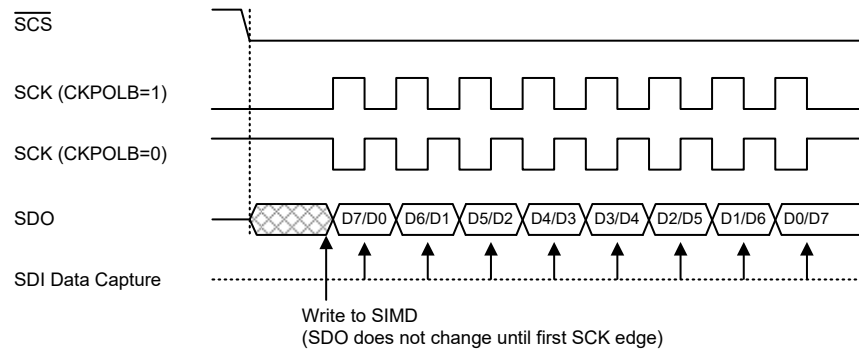 SCS
SCK (CKPOLB=1)
SCK (CKPOLB=0)
SDO
D7/D0 D6/D1 D5/D2 D4/D3 D3/D4 D2/D5 D1/D6 D0/D7
SDI Data Capture
Write to SIMD
(SDO does not change until first SCK edge)